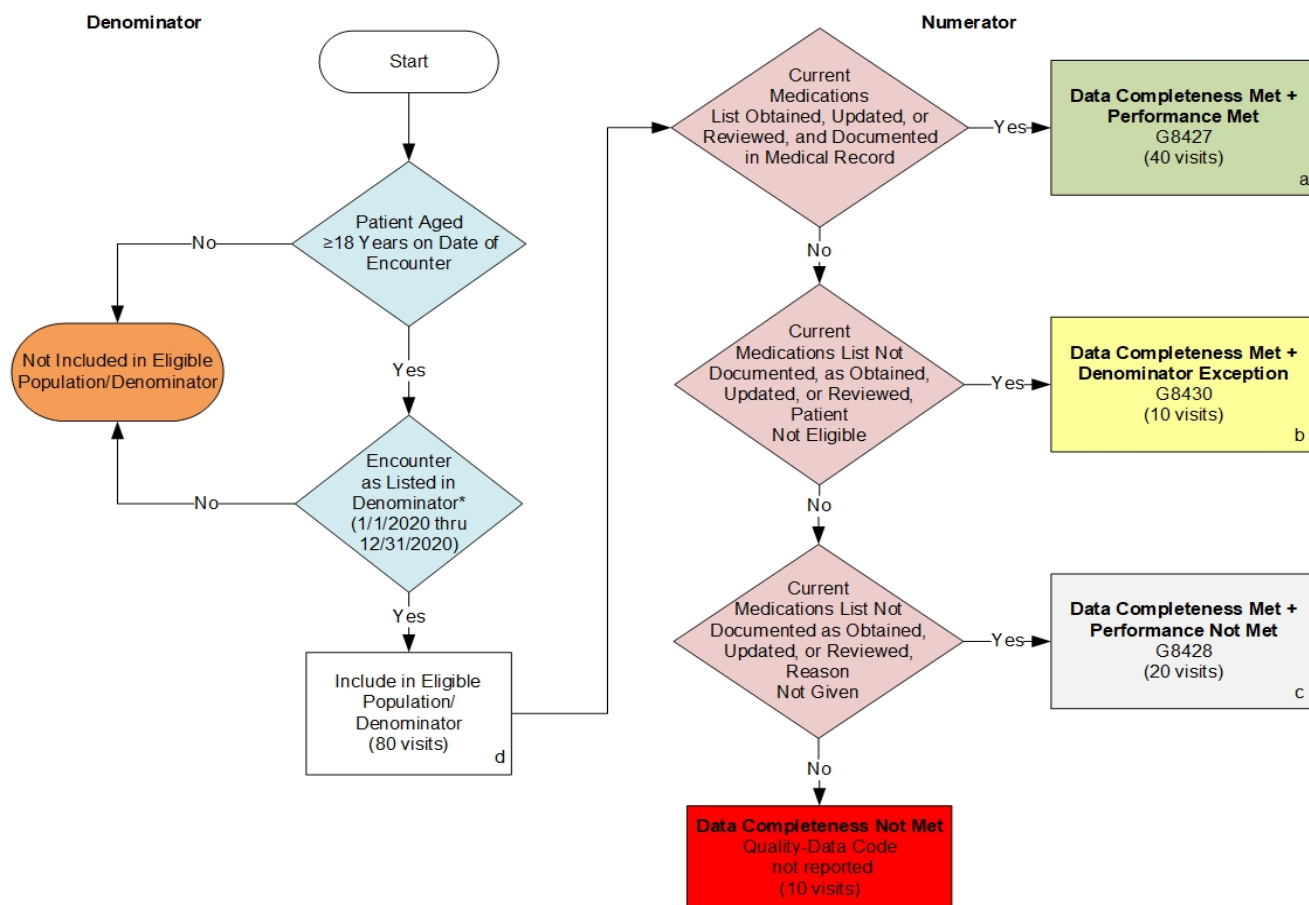 Denominator
Start
Patient Aged
≥18 Years on Date of
Encounter
No
Not Included in Eligible
Population/Denominator
Yes
Encounter
as Listed in
Denominator*
(1/1/2020 thru
12/31/2020)
No
Yes
Include in Eligible
Population/
Denominator
(80 visits)
d
Numerator
Current
Medications
List Obtained, Updated, or
Reviewed, and Documented
in Medical Record
Yes
Data Completeness Met +
Performance Met
G8427
(40 visits)
a
No
Current
Medications List Not
Documented, as Obtained,
Updated, or Reviewed,
Patient
Not Eligible
Yes
Data Completeness Met +
Denominator Exception
G8430
(10 visits)
b
No
Current
Medications List Not
Documented as Obtained,
Updated, or Reviewed,
Reason
Not Given
Yes
Data Completeness Met +
Performance Not Met
G8428
(20 visits)
c
No
Data Completeness Not Met
Quality-Data Code
not reported
(10 visits)